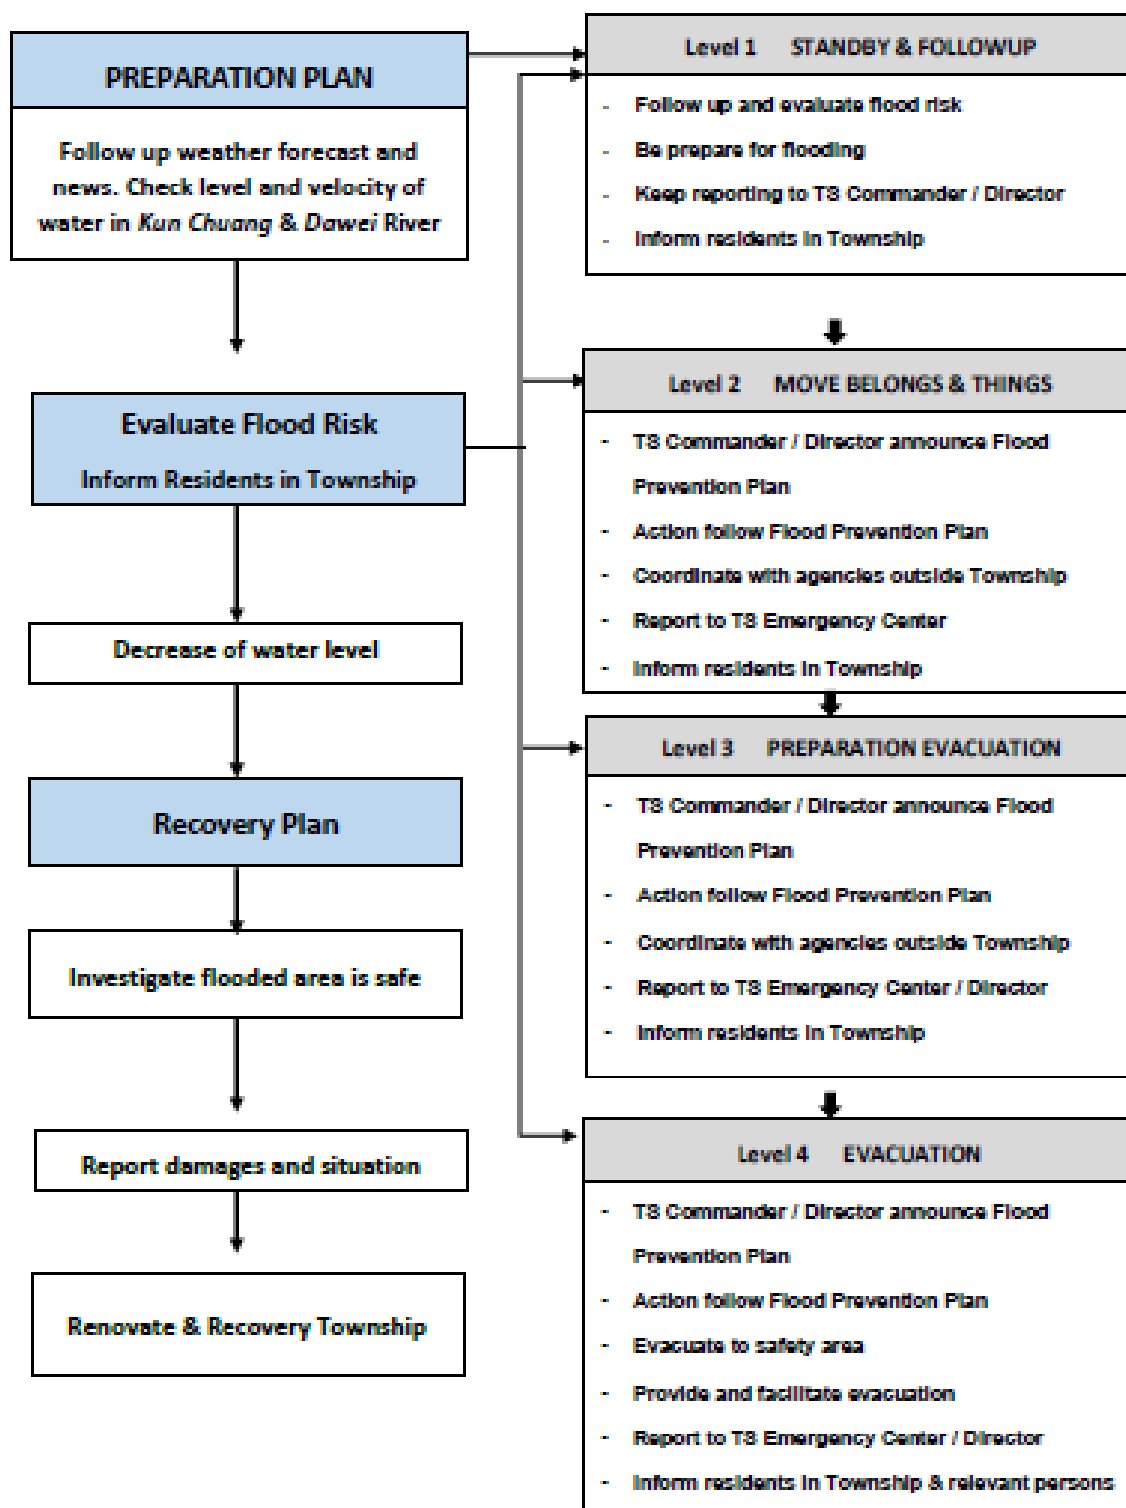 PREPARATION PLAN
Follow up weather forecast and
news. Check level and velocity of
water in Kun Chuang & Dawei River
Evaluate Flood Risk
Inform Residents in Township
Decrease of water level
Recovery Plan
Investigate flooded area is safe
Report damages and situation
Renovate & Recovery Township
Level 1 STANDBY & FOLLOWUP
- Follow up and evaluate flood risk
- Be prepare for flooding
- Keep reporting to TS Commander / Director
- Inform residents in Township
Level 2 MOVE BELONGS & THINGS
- TS Commander / Director announce Flood
Prevention Plan
- Action follow Flood Prevention Plan
- Coordinate with agencies outside Township
- Report to TS Emergency Center
- Inform residents in Township
Level 3 PREPARATION EVACUATION
- TS Commander / Director announce Flood
Prevention Plan
- Action follow Flood Prevention Plan
- Coordinate with agencies outside Township
- Report to TS Emergency Center / Director
- Inform residents in Township
Level 4 EVACUATION
- TS Commander / Director announce Flood
Prevention Plan
- Action follow Flood Prevention Plan
- Evacuate to safety area
- Provide and facilitate evacuation
- Report to TS Emergency Center / Director
- Inform residents in Township & relevant persons